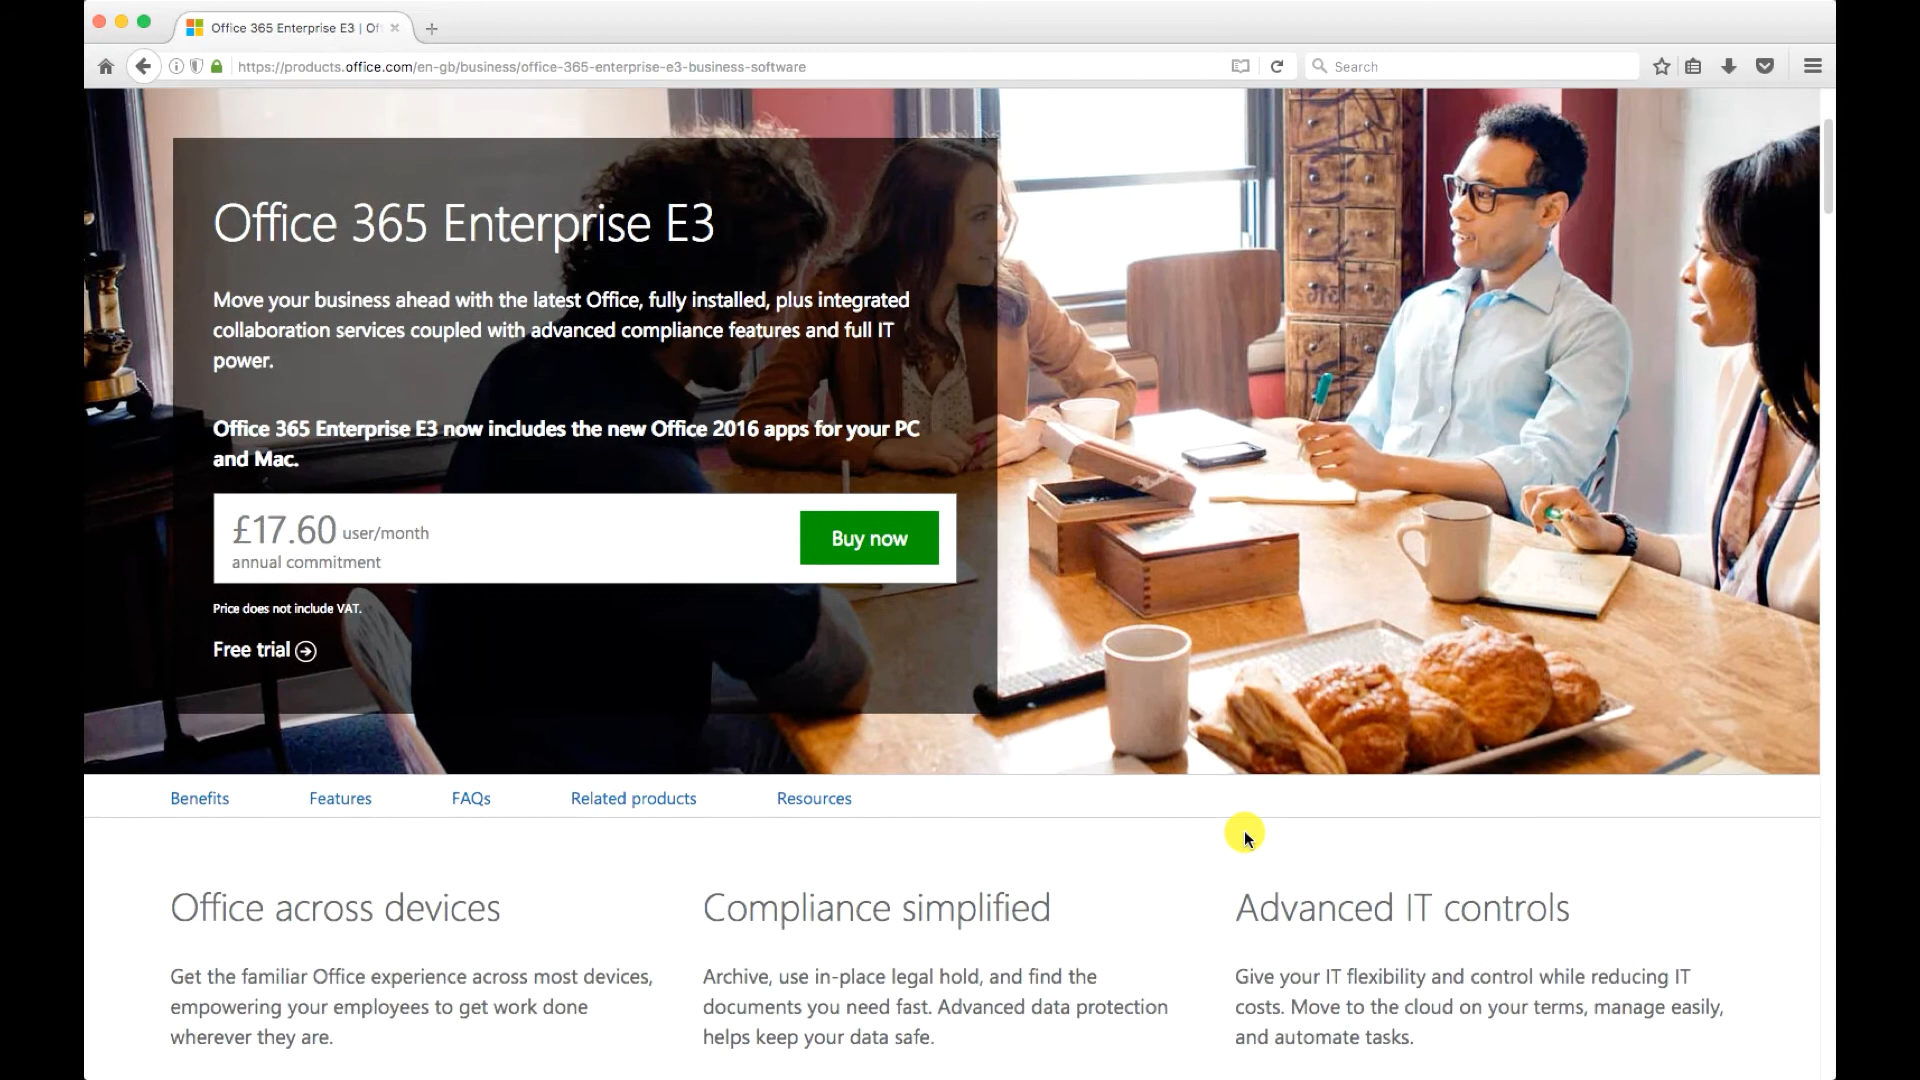 Office 365 Enterprise E3 | Of
https://products.office.com/en-gb/business/office-365-enterprise-e3-business-software
Search
Office 365 Enterprise E3
Move your business ahead with the latest Office, fully installed, plus integrated
collaboration services coupled with advanced compliance features and full IT
power.
Office 365 Enterprise E3 now includes the new Office 2016 apps for your PC
and Mac.
£17.60 user/month
annual commitment
Buy now
Price does not include VAT.
Free trial
Benefits
Features
FAQs
Related products
Resources
Office across devices
Get the familiar Office experience across most devices,
empowering your employees to get work done
wherever they are.
Compliance simplified
Archive, use in-place legal hold, and find the
documents you need fast. Advanced data protection
helps keep your data safe.
Advanced IT controls
Give your IT flexibility and control while reducing IT
costs. Move to the cloud on your terms, manage easily,
and automate tasks.